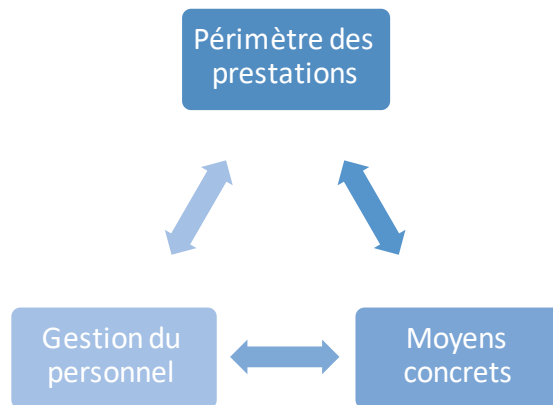 Périmètre des
prestations
Gestion du
personnel
Moyens
concrets